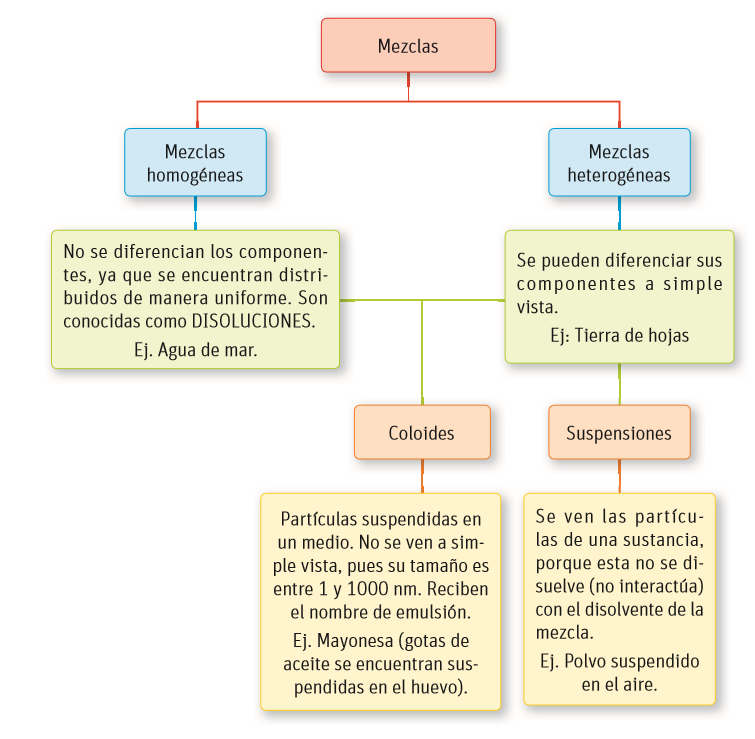 Mezclas
Mezclas
homogéneas
Mezclas
heterogéneas
No se diferencian los componen-
tes, ya que se encuentran distri-
buidos de manera uniforme. Son
conocidas como DISOLUCIONES.
Ej. Agua de mar.
Se pueden diferenciar sus
componentes a simple
vista.
Ej: Tierra de hojas
Coloides
Suspensiones
Partículas suspendidas en
un medio. No se ven a sim-
ple vista, pues su tamaño es
entre 1 y 1000 nm. Reciben
el nombre de emulsión.
Ej. Mayonesa (gotas de
aceite se encuentran sus-
pendidas en el huevo).
Se ven las partícu-
las de una sustancia,
porque esta no se di-
suelve (no interactúa)
con el disolvente de la
mezcla.
Ej. Polvo suspendido
en el aire.